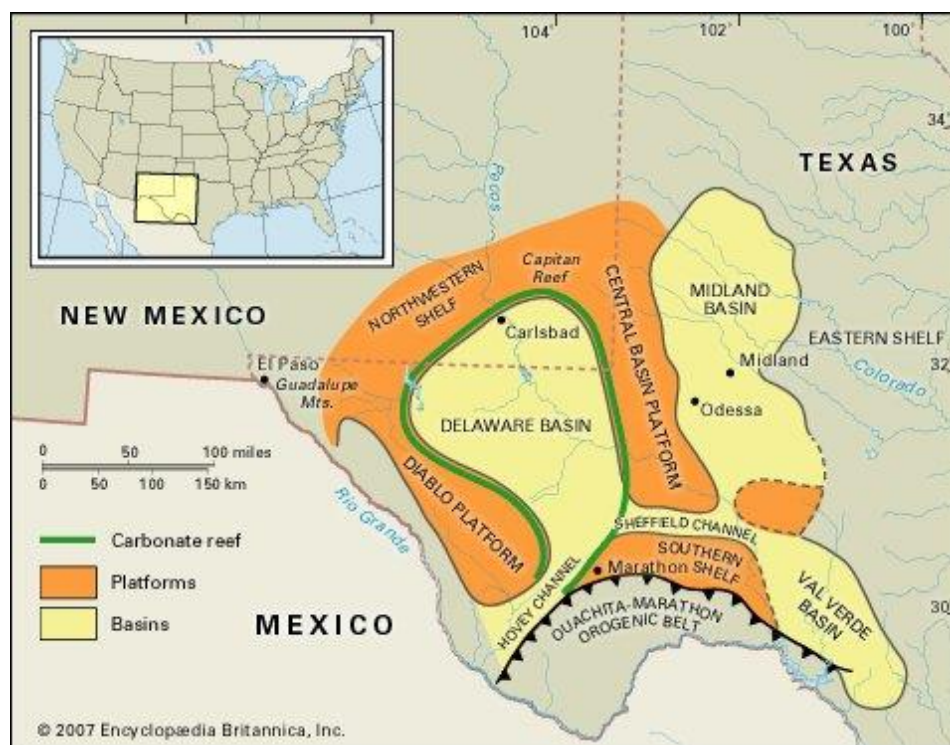 104°
102°
100°
34°
TEXAS
Pecos
Capitan
Reef
NORTHWESTERN
SHELF
CENTRAL BASIN PLATFORM
MIDLAND
BASIN
NEW MEXICO
Carlsbad
EASTERN SHELF
32°
El Paso
Guadalupe
Mts.
Midland
Colorado
Odessa
DELAWARE BASIN
0 50 100 miles
0 50 100 150 km
DIABLO PLATFORM
Rio Grande
SHEFFIELD CHANNEL
Carbonate reef
SOUTHERN
Marathon SHELF
Platforms
HOVEY CHANNEL
VAL VERDE
BASIN
30°
Basins
MEXICO
OUACHITA-MARATHON
OROGENIC BELT
© 2007 Encyclopædia Britannica, Inc.